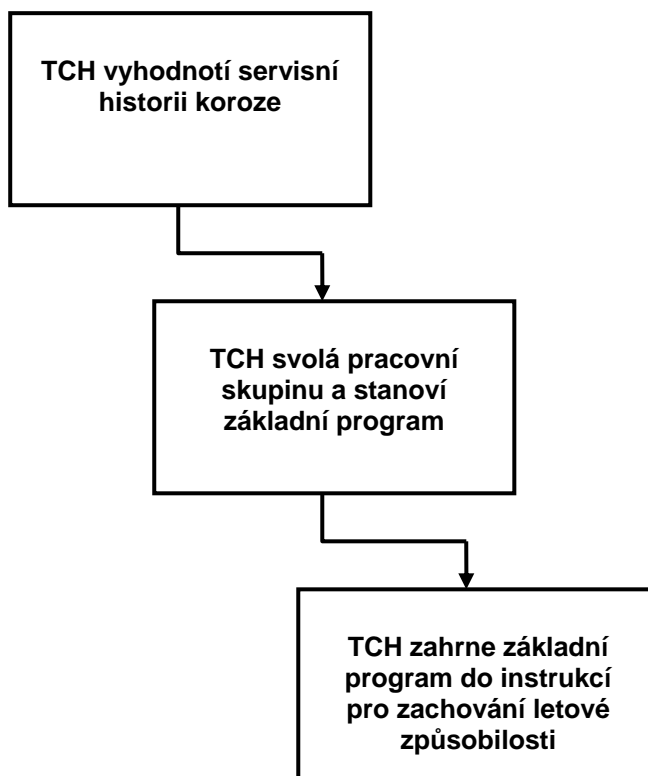 TCH vyhodnotí servisní
historii koroze
TCH svolá pracovní
skupinu a stanoví
základní program
TCH zahrne základní
program do instrukcí
pro zachování letové
způsobilosti